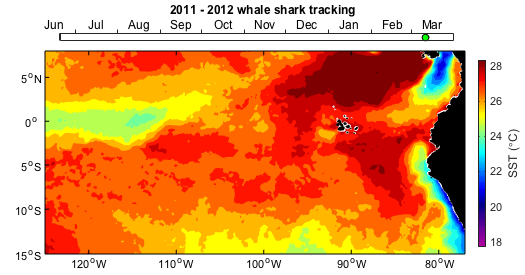 2011 - 2012 whale shark tracking
Jun Jul Aug Sep Oct Nov Dec Jan Feb Mar
5°N
0°
5°S
10°S
15°S
120°W 110°W 100°W 90°W 80°W
28
26
24
22
20
18
SST (°C)